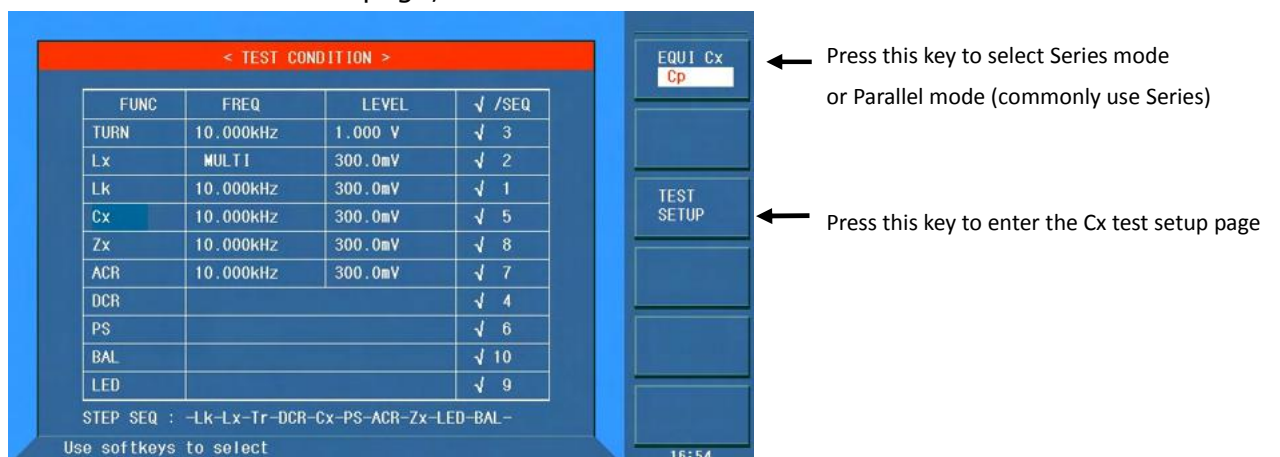 < TEST CONDITION >
FUNC FREQ LEVEL √ /SEQ
TURN 10.000kHz 1.000 V √ 3
Lx MULTI 300.0mV √ 2
Lk 10.000kHz 300.0mV √ 1
Cx 10.000kHz 300.0mV √ 5
Zx 10.000kHz 300.0mV √ 8
ACR 10.000kHz 300.0mV √ 7
DCR √ 4
PS √ 6
BAL √ 10
LED √ 9
STEP SEQ : -Lk-Lx-Tr-DCR-Cx-PS-ACR-Zx-LED-BAL-
Use softkeys to select
EQUI Cx
Cp
TEST
SETUP
16:54
Press this key to select Series mode
or Parallel mode (commonly use Series)
Press this key to enter the Cx test setup page